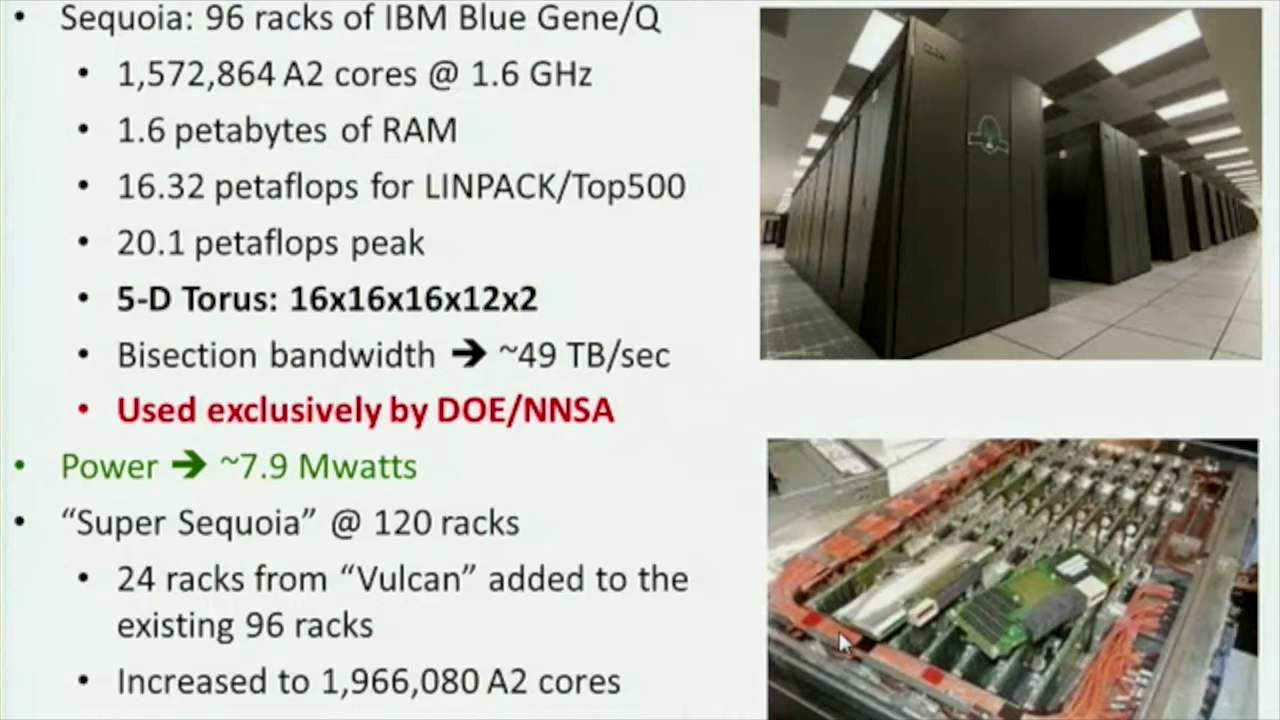 • Sequoia: 96 racks of IBM Blue Gene/Q
• 1,572,864 A2 cores @ 1.6 GHz
• 1.6 petabytes of RAM
• 16.32 petaflops for LINPACK/Top500
• 20.1 petaflops peak
• 5-D Torus: 16x16x16x12x2
• Bisection bandwidth ➔ ~49 TB/sec
• Used exclusively by DOE/NNSA
• Power ➔ ~7.9 Mwatts
• “Super Sequoia” @ 120 racks
• 24 racks from “Vulcan” added to the
existing 96 racks
• Increased to 1,966,080 A2 cores